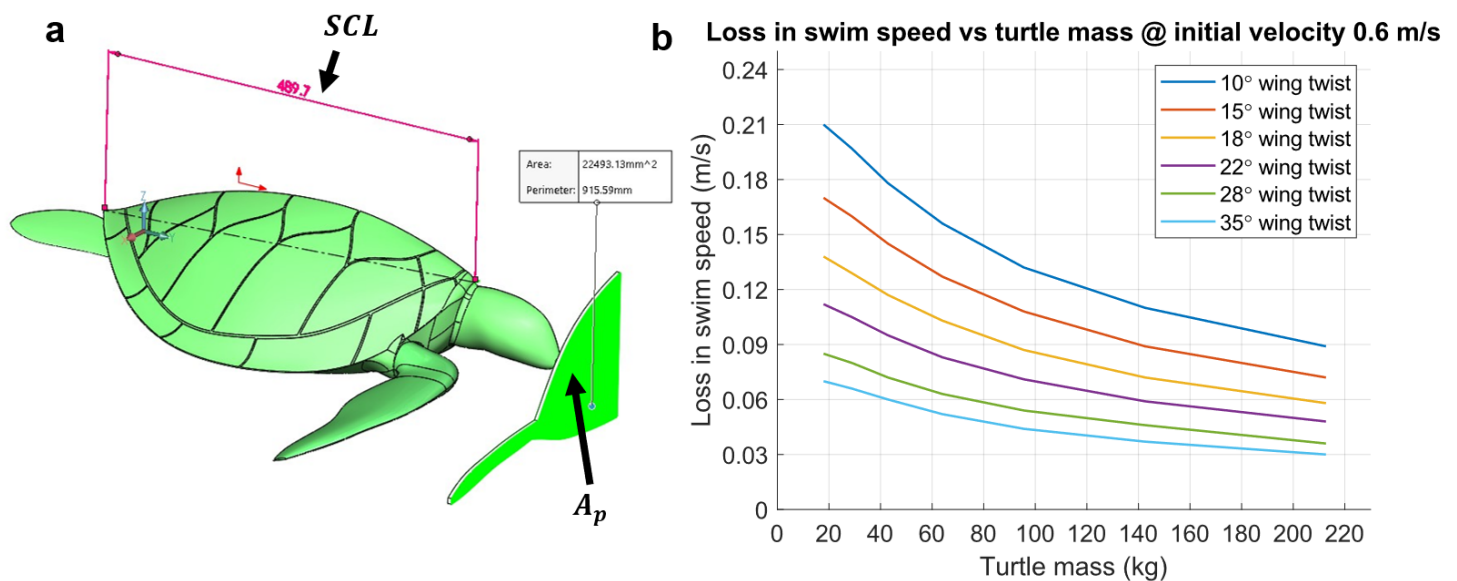 a
SCL
489.7
Area: 22493.13mm^2
Perimeter: 915.59mm
Z
X
Y
A_p
b
Loss in swim speed vs turtle mass @ initial velocity 0.6 m/s
Loss in swim speed (m/s)
0.24
0.21
0.18
0.15
0.12
0.09
0.06
0.03
0
10° wing twist
15° wing twist
18° wing twist
22° wing twist
28° wing twist
35° wing twist
0 20 40 60 80 100 120 140 160 180 200 220
Turtle mass (kg)